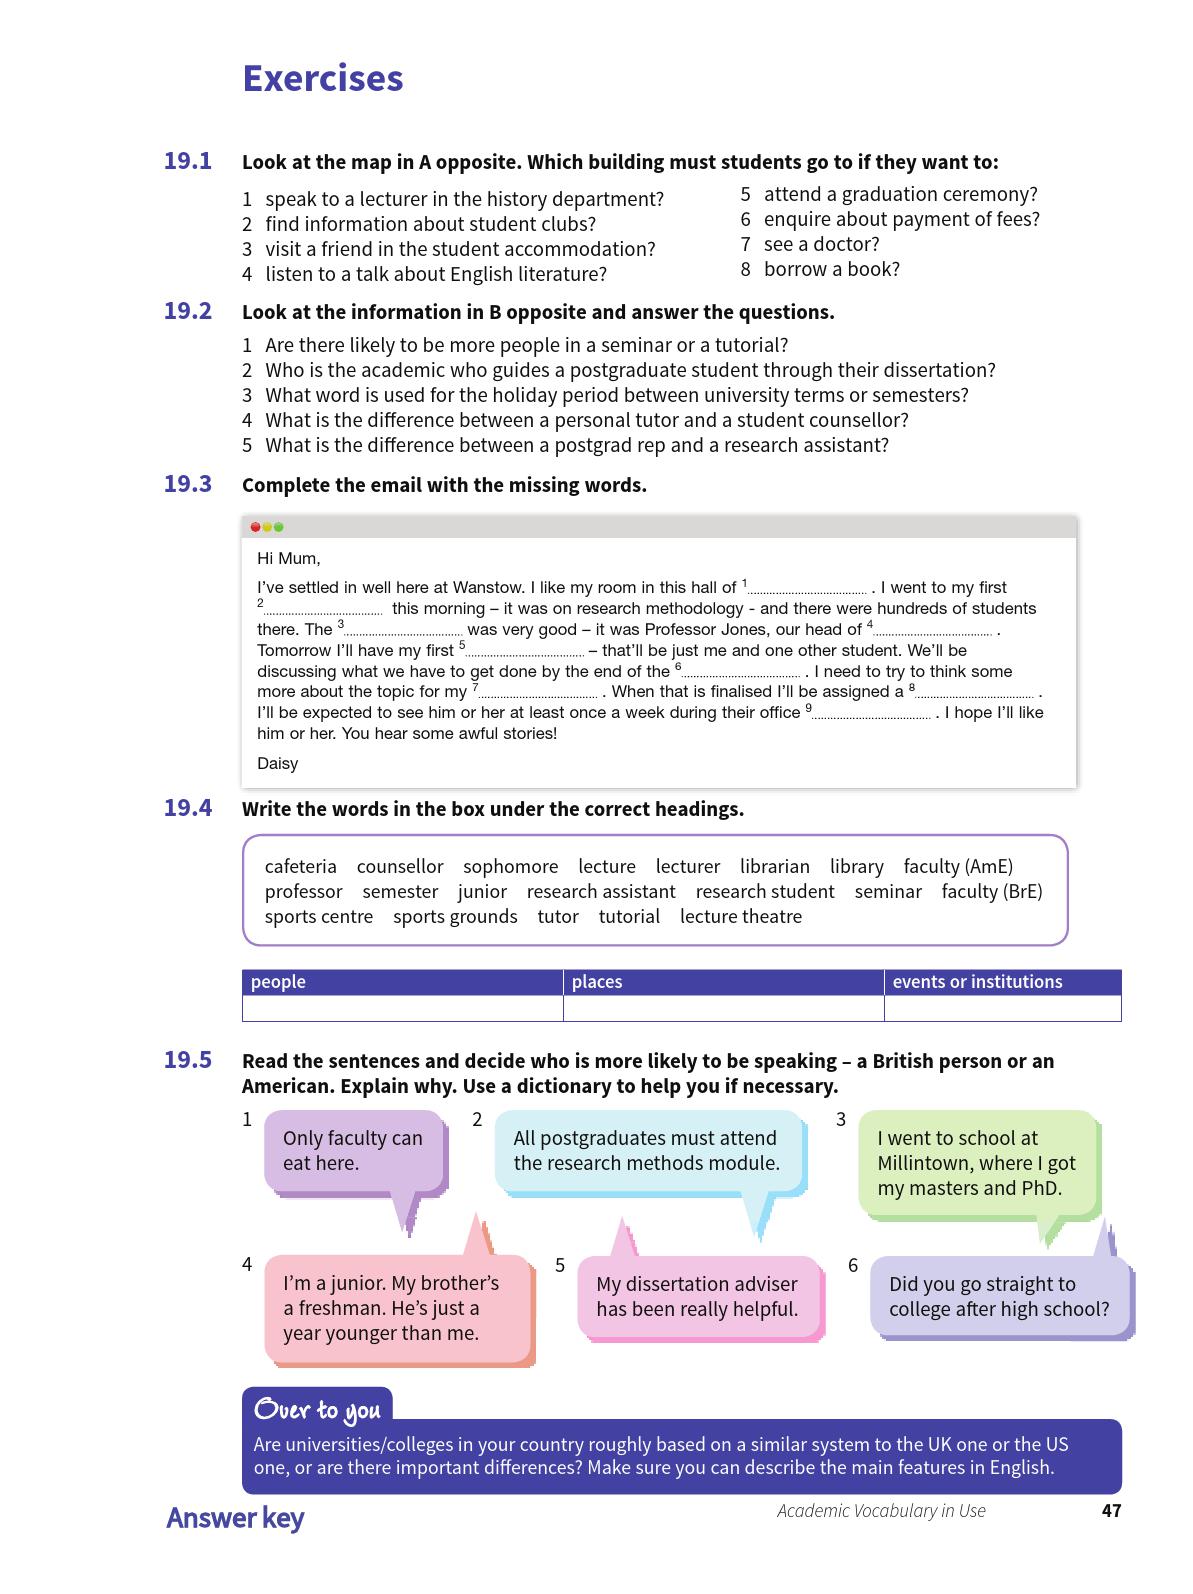 Exercises
19.1 Look at the map in A opposite. Which building must students go to if they want to:
1 speak to a lecturer in the history department?
2 find information about student clubs?
3 visit a friend in the student accommodation?
4 listen to a talk about English literature?
5 attend a graduation ceremony?
6 enquire about payment of fees?
7 see a doctor?
8 borrow a book?
19.2 Look at the information in B opposite and answer the questions.
1 Are there likely to be more people in a seminar or a tutorial?
2 Who is the academic who guides a postgraduate student through their dissertation?
3 What word is used for the holiday period between university terms or semesters?
4 What is the difference between a personal tutor and a student counsellor?
5 What is the difference between a postgrad rep and a research assistant?
19.3 Complete the email with the missing words.
Hi Mum,
I've settled in well here at Wanstow. I like my room in this hall of 1.................................... . I went to my first
2.................................... this morning – it was on research methodology - and there were hundreds of students
there. The 3.................................... was very good – it was Professor Jones, our head of 4.................................... .
Tomorrow I'll have my first 5.................................... – that'll be just me and one other student. We'll be
discussing what we have to get done by the end of the 6.................................... . I need to try to think some
more about the topic for my 7.................................... . When that is finalised I'll be assigned a 8.................................... .
I'll be expected to see him or her at least once a week during their office 9.................................... . I hope I'll like
him or her. You hear some awful stories!
Daisy
19.4 Write the words in the box under the correct headings.
cafeteria counsellor sophomore lecture lecturer librarian library faculty (AmE)
professor semester junior research assistant research student seminar faculty (BrE)
sports centre sports grounds tutor tutorial lecture theatre
people places events or institutions
19.5 Read the sentences and decide who is more likely to be speaking – a British person or an
American. Explain why. Use a dictionary to help you if necessary.
1 Only faculty can
eat here.
2 All postgraduates must attend
the research methods module.
3 I went to school at
Millintown, where I got
my masters and PhD.
4 I'm a junior. My brother's
a freshman. He's just a
year younger than me.
5 My dissertation adviser
has been really helpful.
6 Did you go straight to
college after high school?
Over to you
Are universities/colleges in your country roughly based on a similar system to the UK one or the US
one, or are there important differences? Make sure you can describe the main features in English.
Answer key
Academic Vocabulary in Use 47